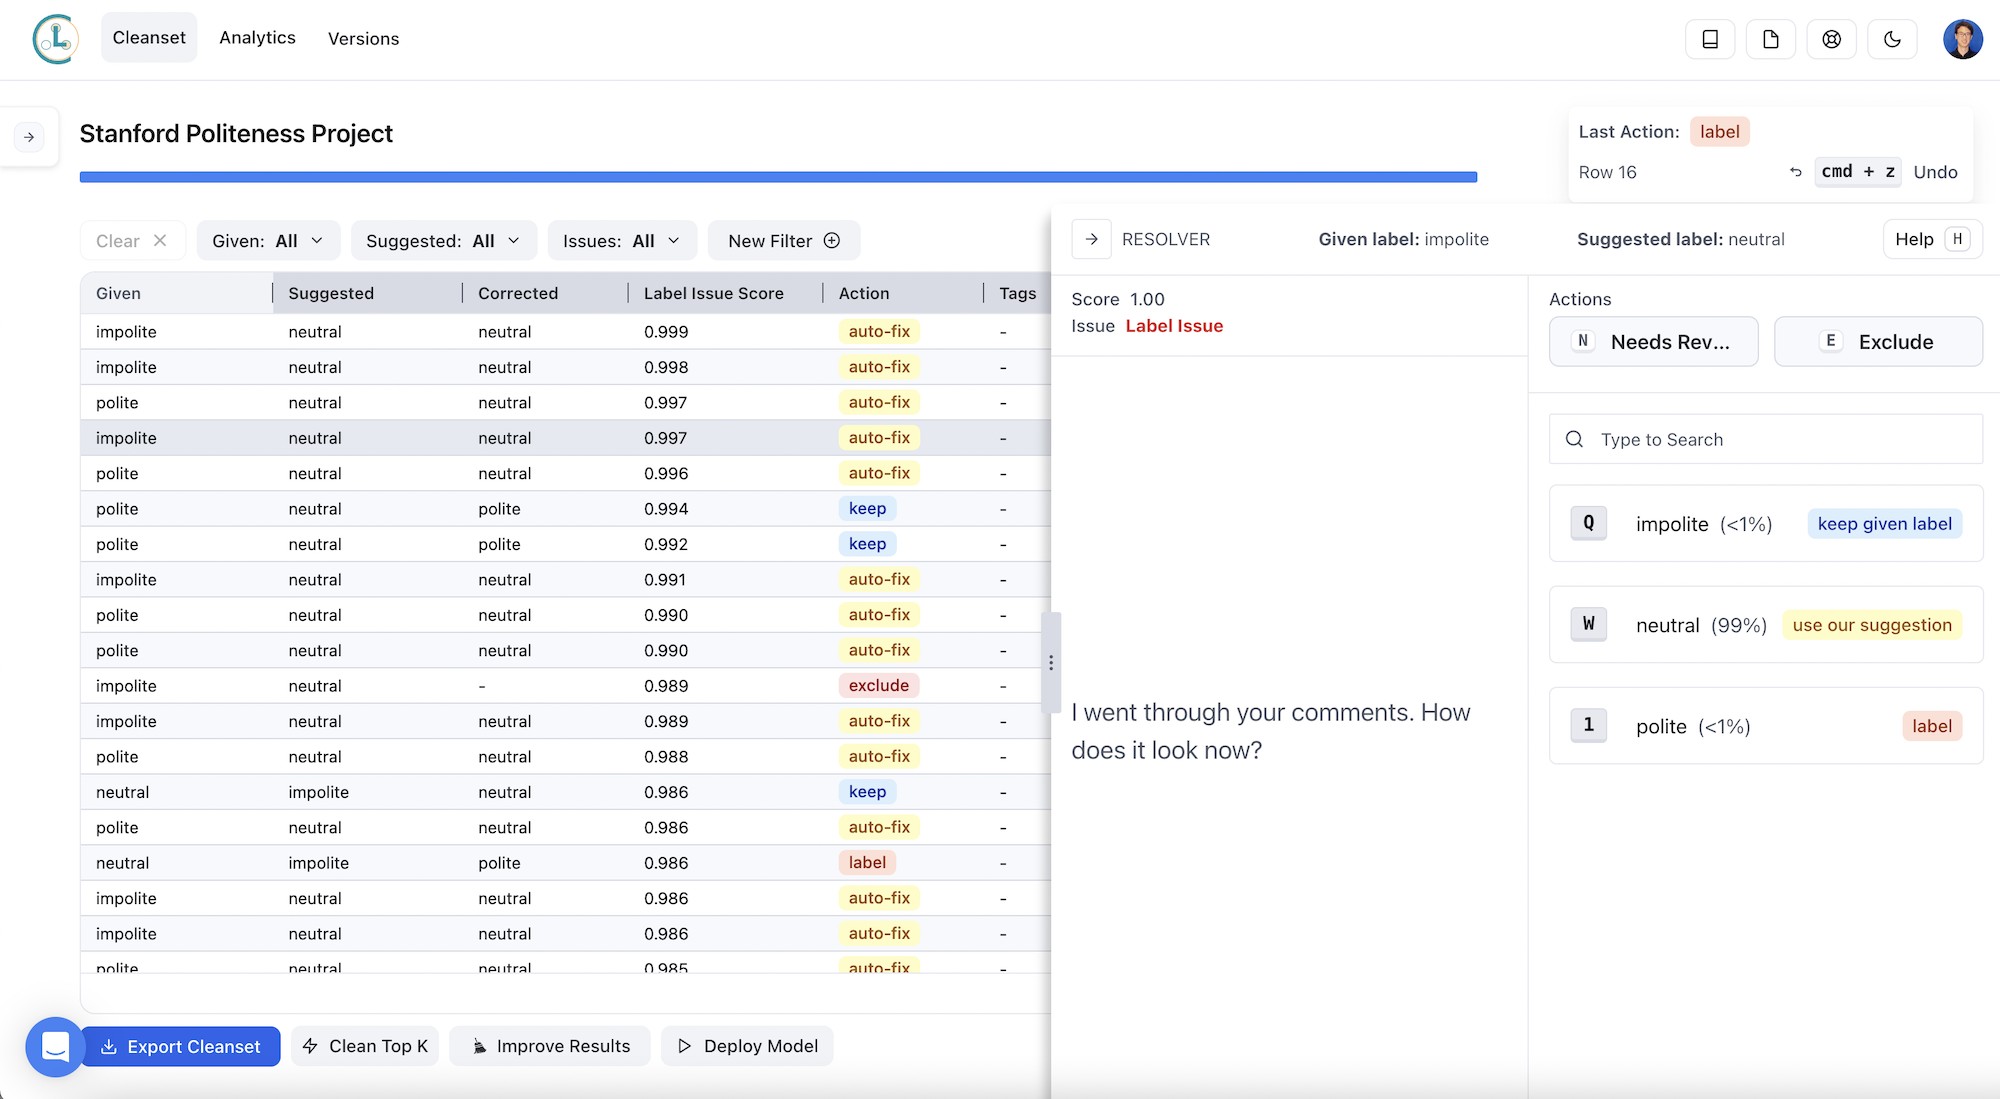 Cleanset Analytics Versions
Stanford Politeness Project
Last Action: label
Row 16 cmd + z Undo
Clear Given: All Suggested: All Issues: All New Filter
Given Suggested Corrected Label Issue Score Action Tags
impolite neutral neutral 0.999 auto-fix -
impolite neutral neutral 0.998 auto-fix -
polite neutral neutral 0.997 auto-fix -
impolite neutral neutral 0.997 auto-fix -
polite neutral neutral 0.996 auto-fix -
polite neutral polite 0.994 keep -
polite neutral polite 0.992 keep -
impolite neutral neutral 0.991 auto-fix -
polite neutral neutral 0.990 auto-fix -
polite neutral neutral 0.990 auto-fix -
impolite neutral - 0.989 exclude -
impolite neutral neutral 0.989 auto-fix -
polite neutral neutral 0.988 auto-fix -
neutral impolite neutral 0.986 keep -
polite neutral neutral 0.986 auto-fix -
neutral impolite polite 0.986 label -
impolite neutral neutral 0.986 auto-fix -
impolite neutral neutral 0.986 auto-fix -
polite neutral neutral 0.985 auto-fix -
Export Cleanset Clean Top K Improve Results Deploy Model
RESOLVER Given label: impolite Suggested label: neutral Help H
Score 1.00
Issue Label Issue
I went through your comments. How
does it look now?
Actions
N Needs Rev... E Exclude
Type to Search
Q impolite (<1%) keep given label
W neutral (99%) use our suggestion
1 polite (<1%) label